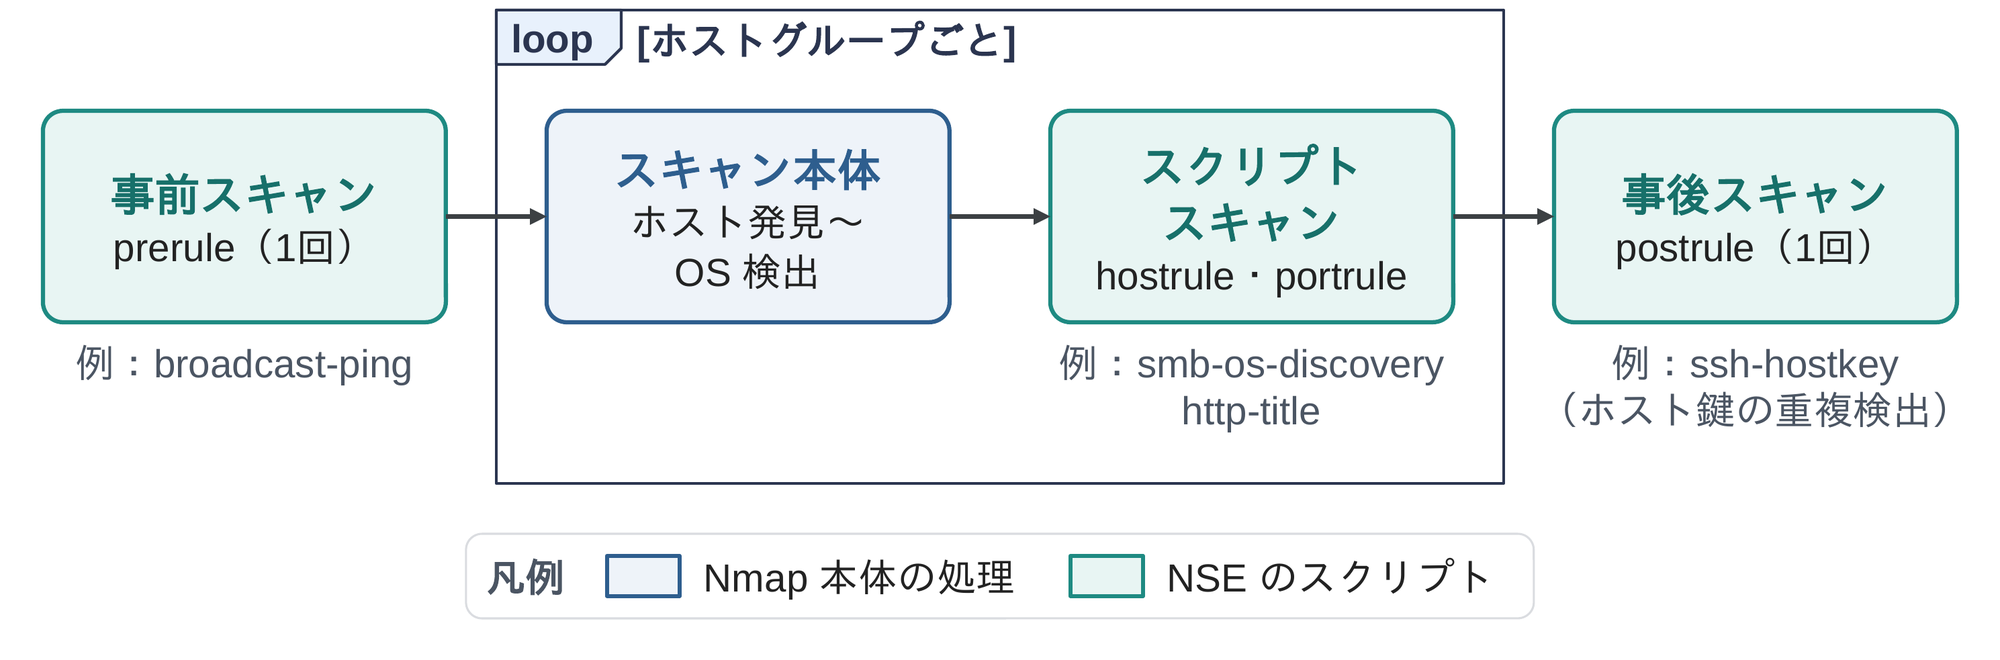 loop [ホストグループごと]
事前スキャン
prerule（1回）
例：broadcast-ping
スキャン本体
ホスト発見～
OS 検出
スクリプト
スキャン
hostrule・portrule
例：smb-os-discovery
http-title
事後スキャン
postrule（1回）
例：ssh-hostkey
（ホスト鍵の重複検出）
凡例 Nmap 本体の処理 NSE のスクリプト